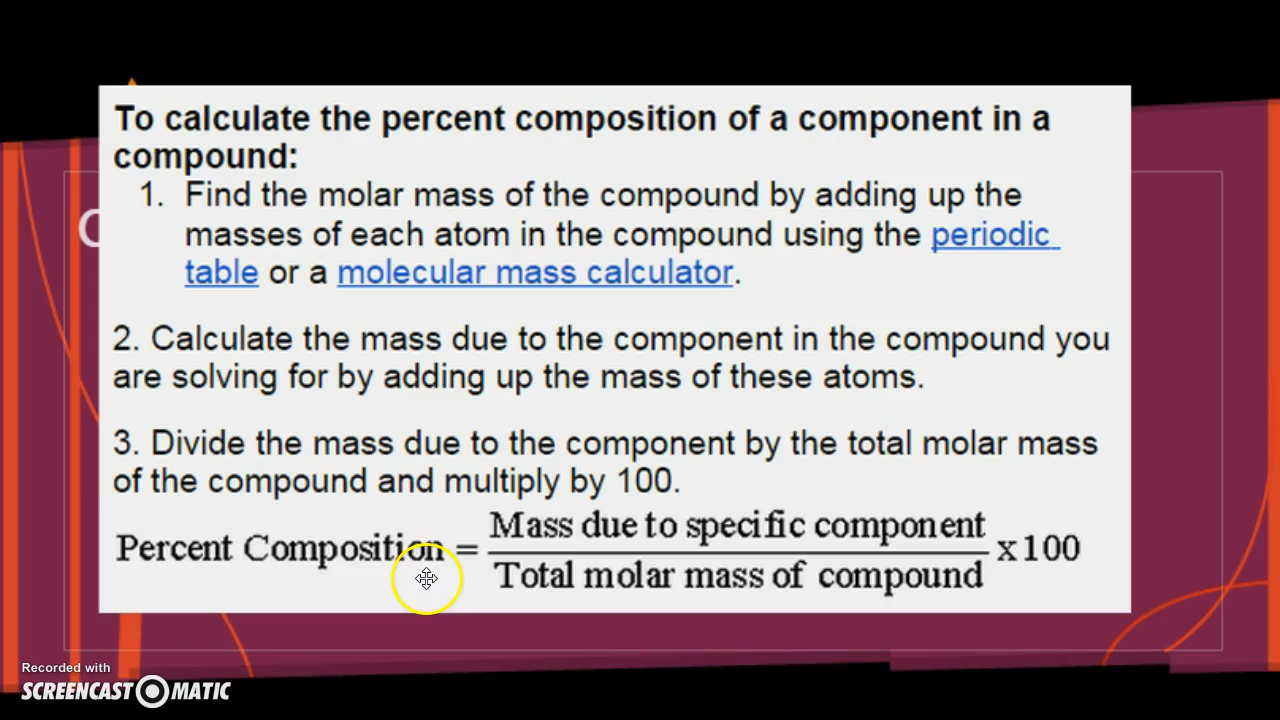 To calculate the percent composition of a component in a
compound:
1. Find the molar mass of the compound by adding up the
masses of each atom in the compound using the periodic
table or a molecular mass calculator.
2. Calculate the mass due to the component in the compound you
are solving for by adding up the mass of these atoms.
3. Divide the mass due to the component by the total molar mass
of the compound and multiply by 100.
Percent Composition = Mass due to specific component / Total molar mass of compound x100
Recorded with
SCREENCAST MATIC